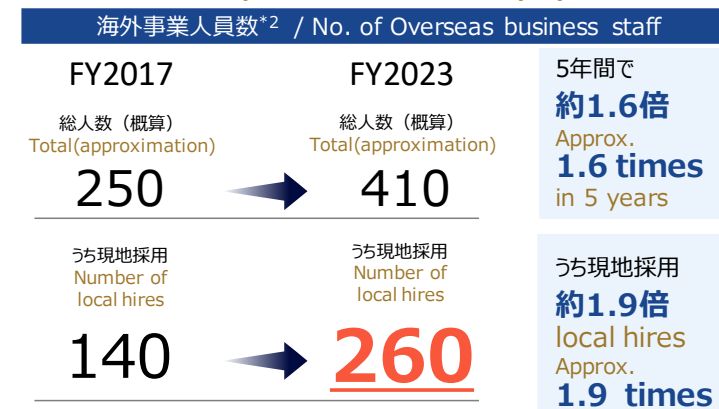 海外事業人員数*2 / No. of Overseas business staff
FY2017
総人数（概算）
Total(approximation)
250
FY2023
総人数（概算）
Total(approximation)
410
5年間で
約1.6倍
Approx.
1.6 times
in 5 years
うち現地採用
Number of
local hires
140
うち現地採用
Number of
local hires
260
うち現地採用
約1.9倍
local hires
Approx.
1.9 times